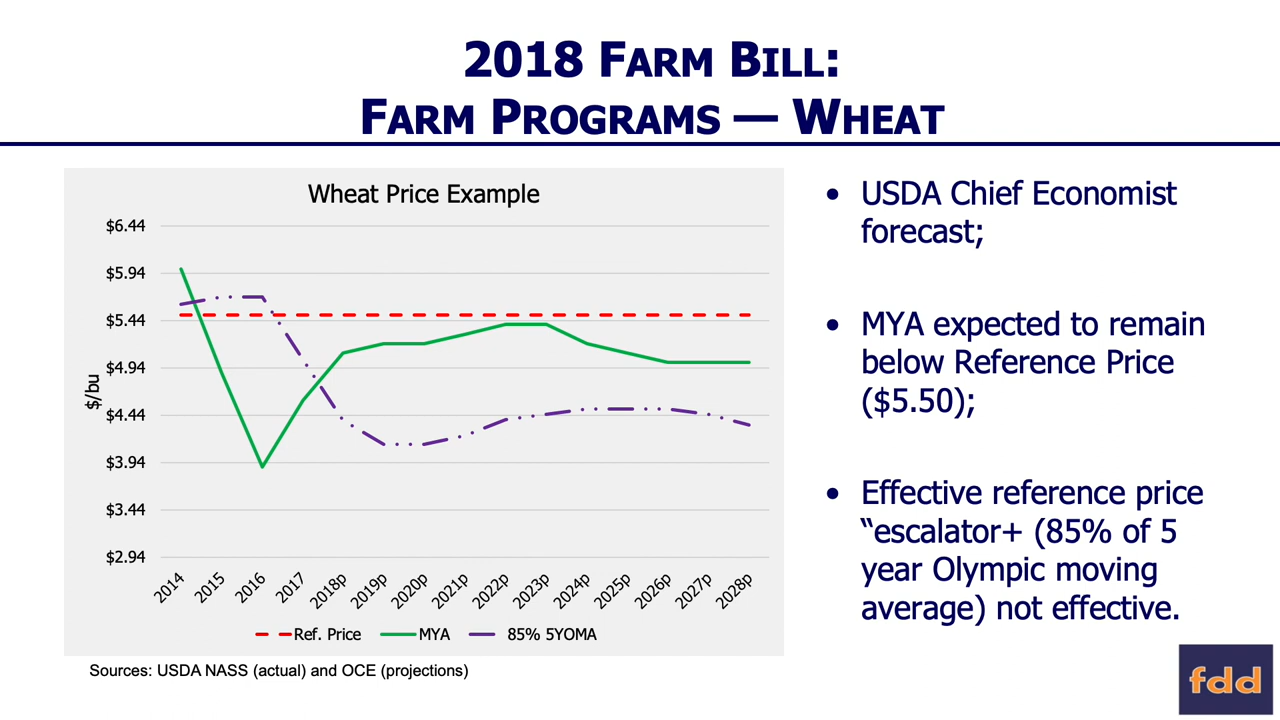 2018 FARM BILL:
FARM PROGRAMS — WHEAT
Wheat Price Example
$6.44
$5.94
$5.44
$4.94
$4.44
$3.94
$3.44
$2.94
$/bu
2014
2015
2016
2017
2018p
2019p
2020p
2021p
2022p
2023p
2024p
2025p
2026p
2027p
2028p
Ref. Price
MYA
85% 5YOMA
Sources: USDA NASS (actual) and OCE (projections)
• USDA Chief Economist
forecast;
• MYA expected to remain
below Reference Price
($5.50);
• Effective reference price
“escalator+ (85% of 5
year Olympic moving
average) not effective.
fdd